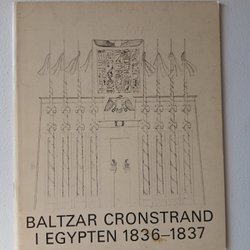 BALTZAR CRONSTRAND
I EGYPTEN 1836–1837